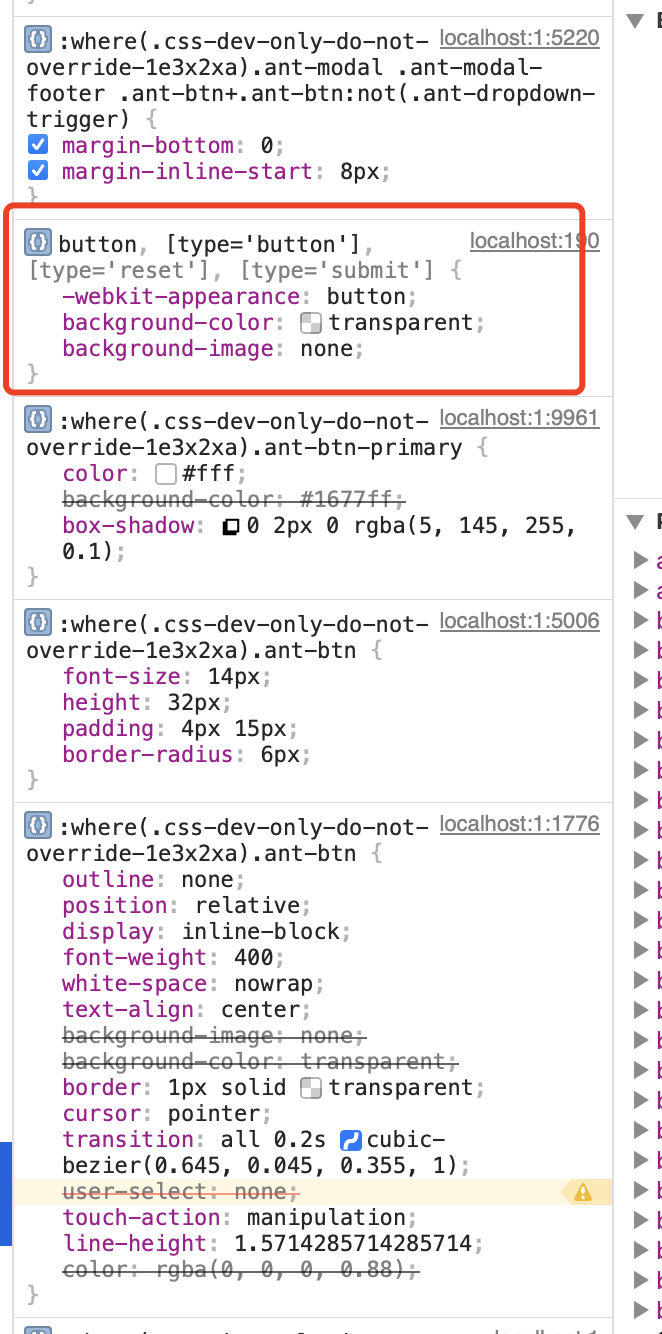 :where(.css-dev-only-do-not- localhost:1:5220
override-1e3x2xa).ant-modal .ant-modal-
footer .ant-btn+.ant-btn:not(.ant-dropdown-
trigger) {
margin-bottom: 0;
margin-inline-start: 8px;
}
button, [type='button'], localhost:190
[type='reset'], [type='submit'] {
-webkit-appearance: button;
background-color: transparent;
background-image: none;
}
:where(.css-dev-only-do-not- localhost:1:9961
override-1e3x2xa).ant-btn-primary {
color: #fff;
background-color: #1677ff;
box-shadow: 0 2px 0 rgba(5, 145, 255,
0.1);
}
:where(.css-dev-only-do-not- localhost:1:5006
override-1e3x2xa).ant-btn {
font-size: 14px;
height: 32px;
padding: 4px 15px;
border-radius: 6px;
}
:where(.css-dev-only-do-not- localhost:1:1776
override-1e3x2xa).ant-btn {
outline: none;
position: relative;
display: inline-block;
font-weight: 400;
white-space: nowrap;
text-align: center;
background-image: none;
background-color: transparent;
border: 1px solid transparent;
cursor: pointer;
transition: all 0.2s cubic-
bezier(0.645, 0.045, 0.355, 1);
user-select: none;
touch-action: manipulation;
line-height: 1.5714285714285714;
color: rgba(0, 0, 0, 0.88);
}